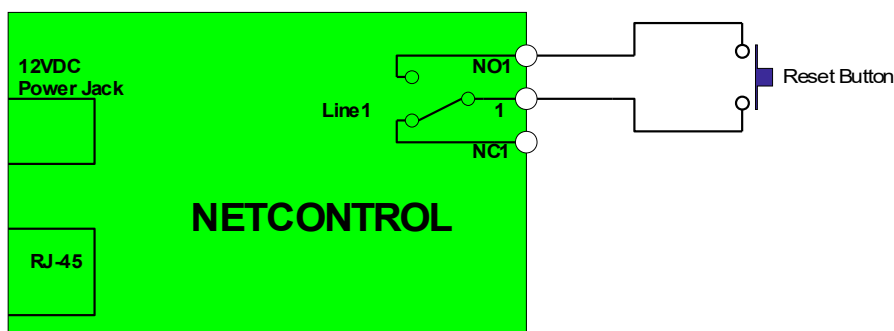 12VDC
Power Jack
NO1
Line1
1
NC1
Reset Button
NETCONTROL
RJ-45